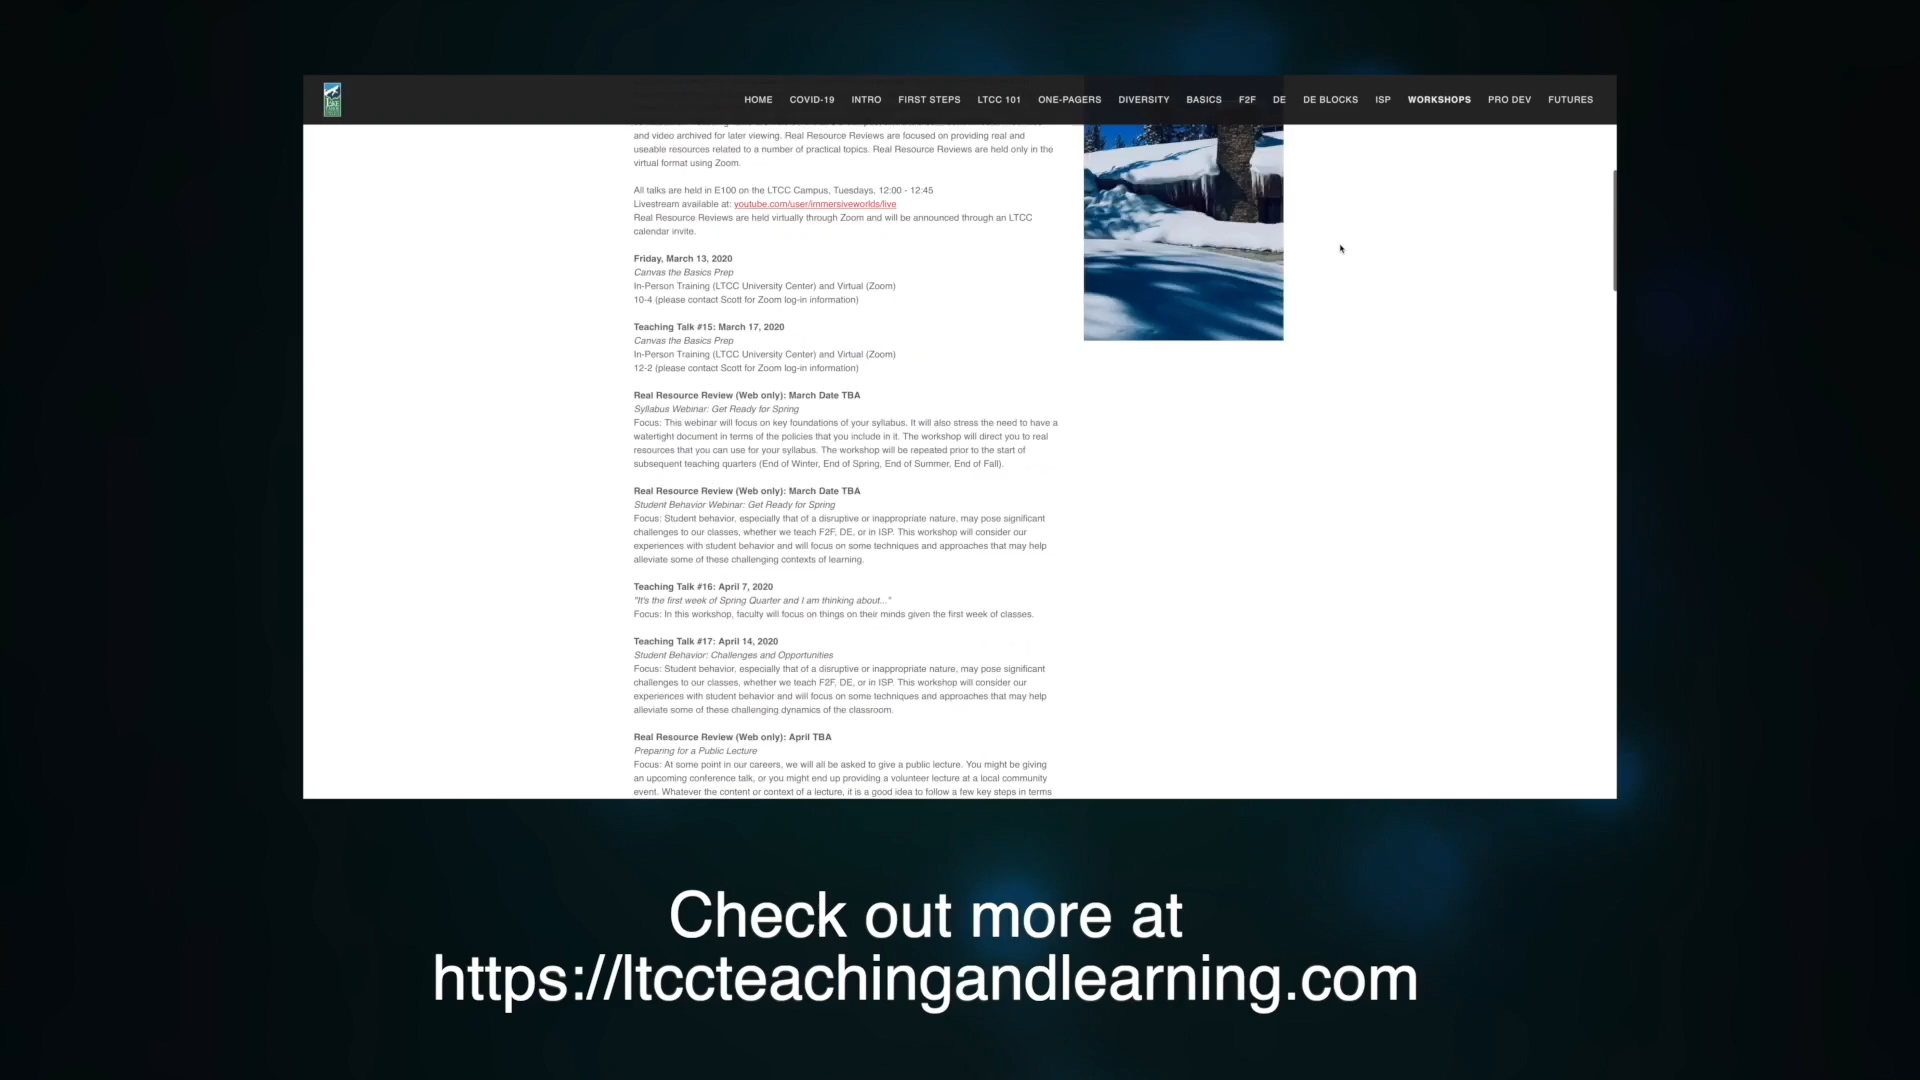 HOME COVID-19 INTRO FIRST STEPS LTCC 101 ONE-PAGERS DIVERSITY BASICS F2F DE DE BLOCKS ISP WORKSHOPS PRO DEV FUTURES
and video archived for later viewing. Real Resource Reviews are focused on providing real and
useable resources related to a number of practical topics. Real Resource Reviews are held only in the
virtual format using Zoom.
All talks are held in E100 on the LTCC Campus, Tuesdays, 12:00 - 12:45
Livestream available at: youtube.com/user/immersiveworlds/live
Real Resource Reviews are held virtually through Zoom and will be announced through an LTCC
calendar invite.
Friday, March 13, 2020
Canvas the Basics Prep
In-Person Training (LTCC University Center) and Virtual (Zoom)
10-4 (please contact Scott for Zoom log-in information)
Teaching Talk #15: March 17, 2020
Canvas the Basics Prep
In-Person Training (LTCC University Center) and Virtual (Zoom)
12-2 (please contact Scott for Zoom log-in information)
Real Resource Review (Web only): March Date TBA
Syllabus Webinar: Get Ready for Spring
Focus: This webinar will focus on key foundations of your syllabus. It will also stress the need to have a
watertight document in terms of the policies that you include in it. The workshop will direct you to real
resources that you can use for your syllabus. The workshop will be repeated prior to the start of
subsequent teaching quarters (End of Winter, End of Spring, End of Summer, End of Fall).
Real Resource Review (Web only): March Date TBA
Student Behavior Webinar: Get Ready for Spring
Focus: Student behavior, especially that of a disruptive or inappropriate nature, may pose significant
challenges to our classes, whether we teach F2F, DE, or in ISP. This workshop will consider our
experiences with student behavior and will focus on some techniques and approaches that may help
alleviate some of these challenging contexts of learning.
Teaching Talk #16: April 7, 2020
"It's the first week of Spring Quarter and I am thinking about..."
Focus: In this workshop, faculty will focus on things on their minds given the first week of classes.
Teaching Talk #17: April 14, 2020
Student Behavior: Challenges and Opportunities
Focus: Student behavior, especially that of a disruptive or inappropriate nature, may pose significant
challenges to our classes, whether we teach F2F, DE, or in ISP. This workshop will consider our
experiences with student behavior and will focus on some techniques and approaches that may help
alleviate some of these challenging dynamics of the classroom.
Real Resource Review (Web only): April TBA
Preparing for a Public Lecture
Focus: At some point in our careers, we will all be asked to give a public lecture. You might be giving
an upcoming conference talk, or you might end up providing a volunteer lecture at a local community
event. Whatever the content or context of a lecture, it is a good idea to follow a few key steps in terms
Check out more at
https://ltccteachingandlearning.com